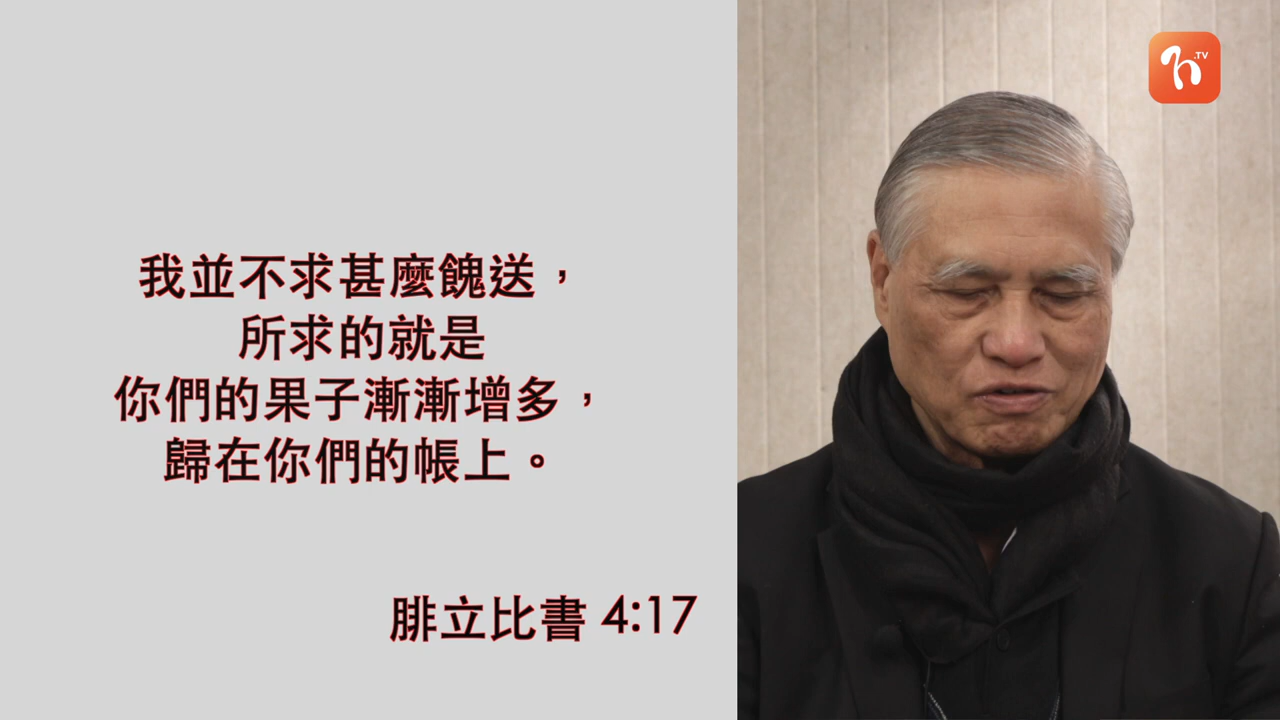 我並不求甚麼餽送，
所求的就是
你們的果子漸漸增多，
歸在你們的帳上。
腓立比書 4:17
h.TV